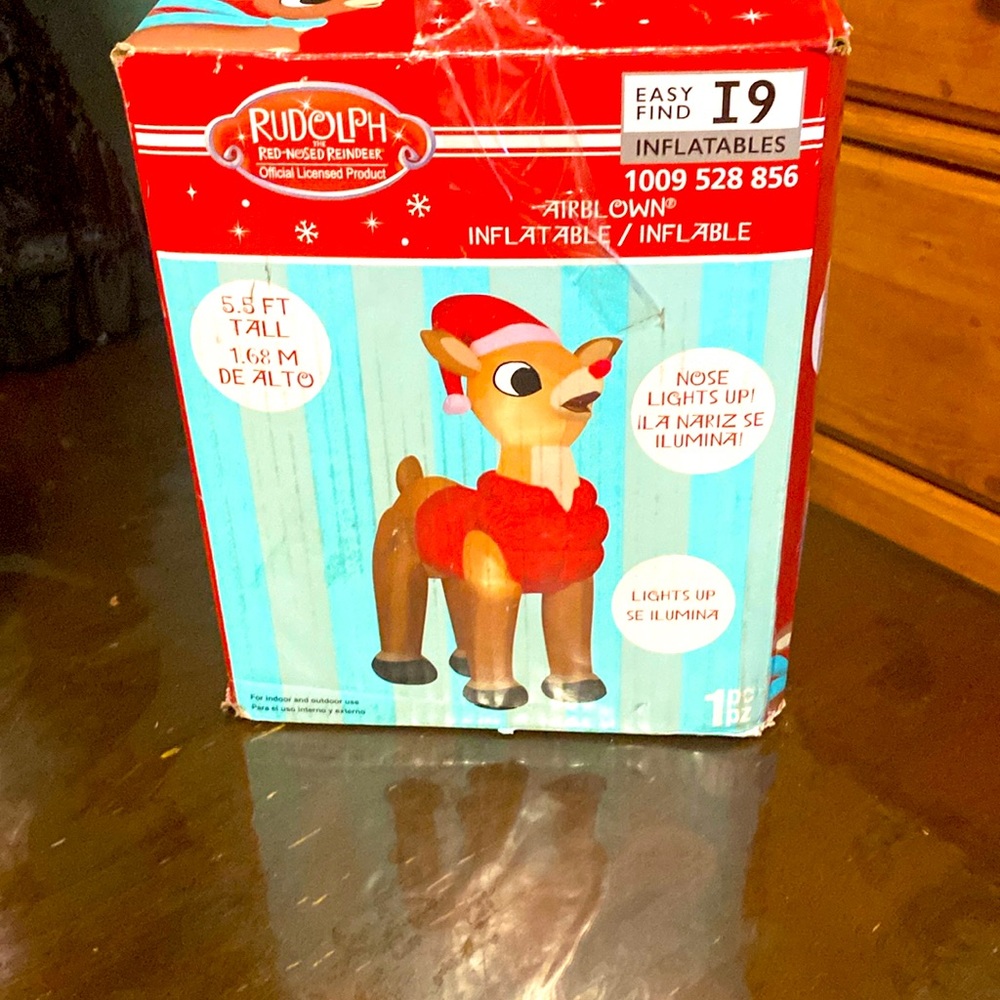 RUDOLPH
THE
RED-NOSED REINDEER
Official Licensed Product
EASY FIND I9
INFLATABLES
1009 528 856
AIRBLOWN®
INFLATABLE / INFLABLE
5.5 FT
TALL
1.68 M
DE ALTO
NOSE
LIGHTS UP!
¡LA NARIZ SE
ILUMINA!
LIGHTS UP
SE ILUMINA
For indoor and outdoor use
Para el uso interno y externo
1 pc
pz